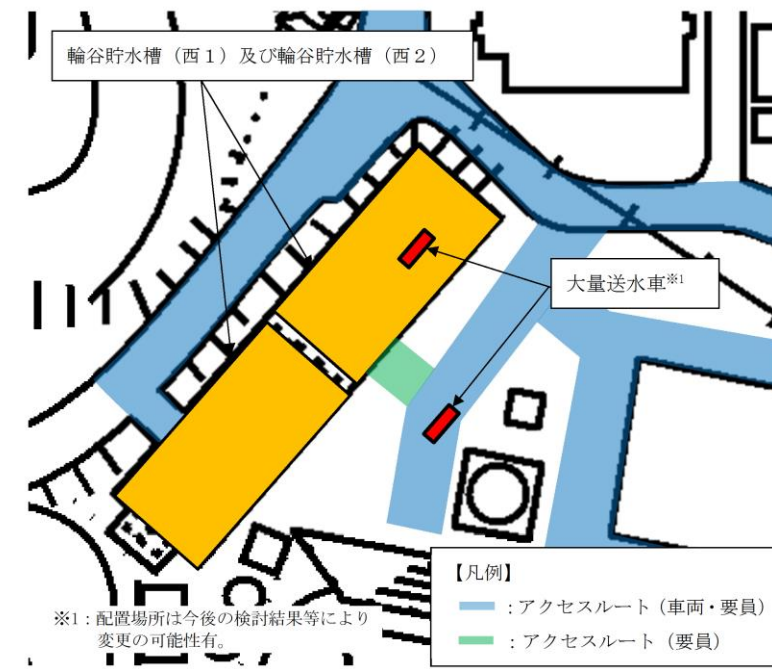 輪谷貯水槽（西１）及び輪谷貯水槽（西２）
大量送水車※1
【凡例】
：アクセスルート（車両・要員）
：アクセスルート（要員）
※1：配置場所は今後の検討結果等により
変更の可能性有。